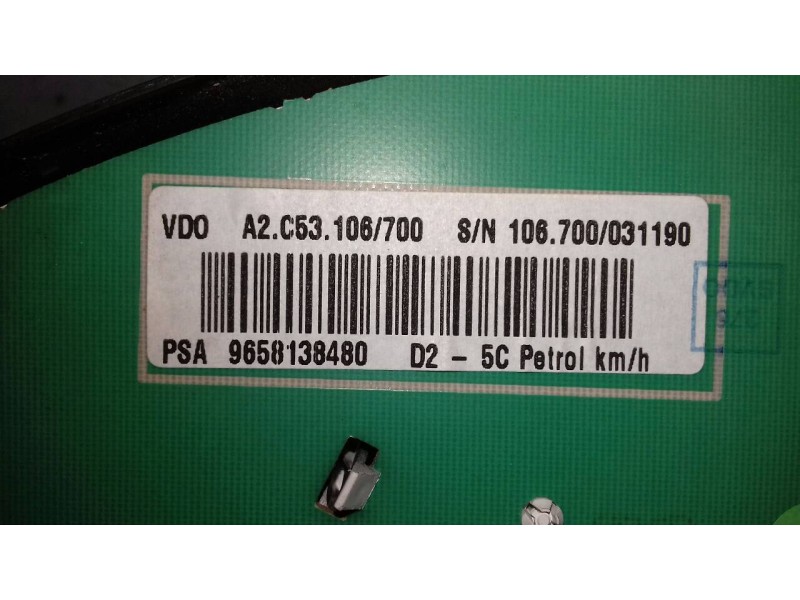 VDO A2.C53.106/700 S/N 106.700/031190
PSA 9658138480 D2 - 5C Petrol km/h